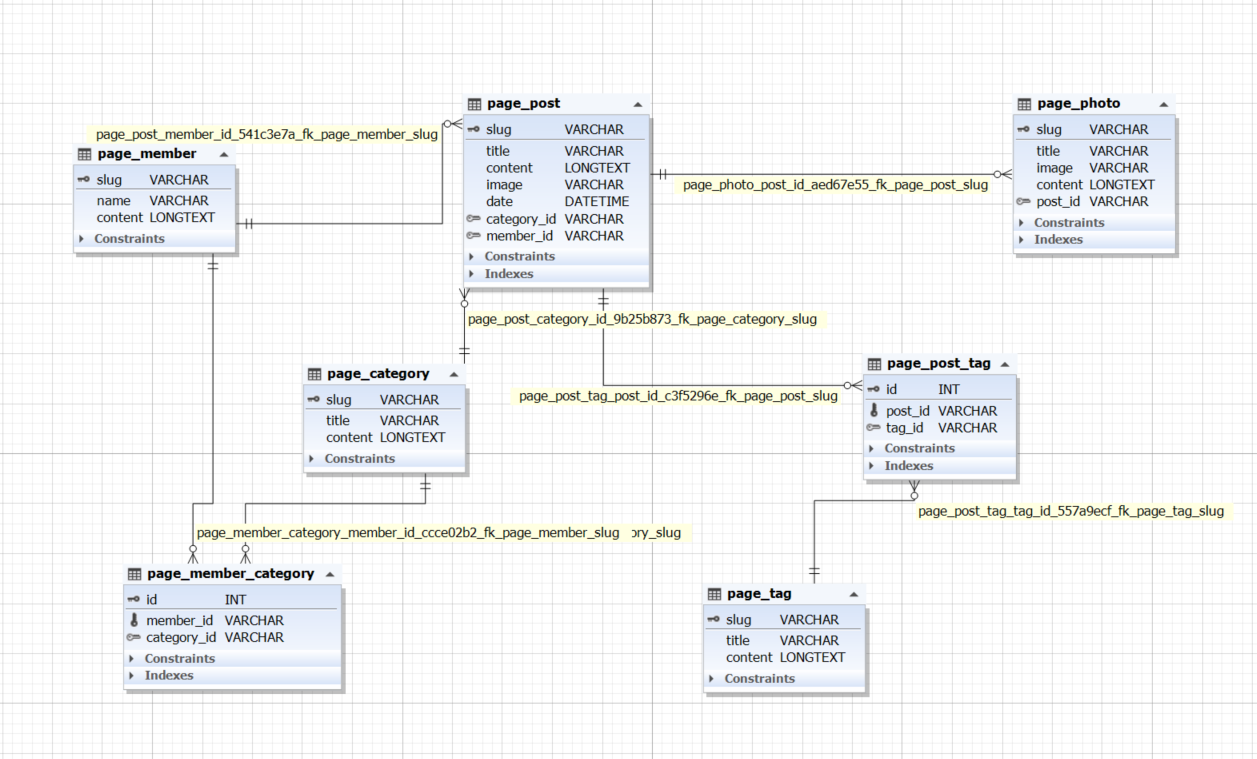 page_post
slug VARCHAR
title VARCHAR
content LONGTEXT
image VARCHAR
date DATETIME
category_id VARCHAR
member_id VARCHAR
Constraints
Indexes
page_photo
slug VARCHAR
title VARCHAR
image VARCHAR
content LONGTEXT
post_id VARCHAR
Constraints
Indexes
page_post_member_id_541c3e7a_fk_page_member_slug
page_member
slug VARCHAR
name VARCHAR
content LONGTEXT
Constraints
page_photo_post_id_aed67e55_fk_page_post_slug
page_post_category_id_9b25b873_fk_page_category_slug
page_category
slug VARCHAR
title VARCHAR
content LONGTEXT
Constraints
page_post_tag_post_id_c3f5296e_fk_page_post_slug
page_post_tag
id INT
post_id VARCHAR
tag_id VARCHAR
Constraints
Indexes
page_post_tag_tag_id_557a9ecf_fk_page_tag_slug
page_member_category_member_id_ccce02b2_fk_page_member_slug ory_slug
page_member_category
id INT
member_id VARCHAR
category_id VARCHAR
Constraints
Indexes
page_tag
slug VARCHAR
title VARCHAR
content LONGTEXT
Constraints